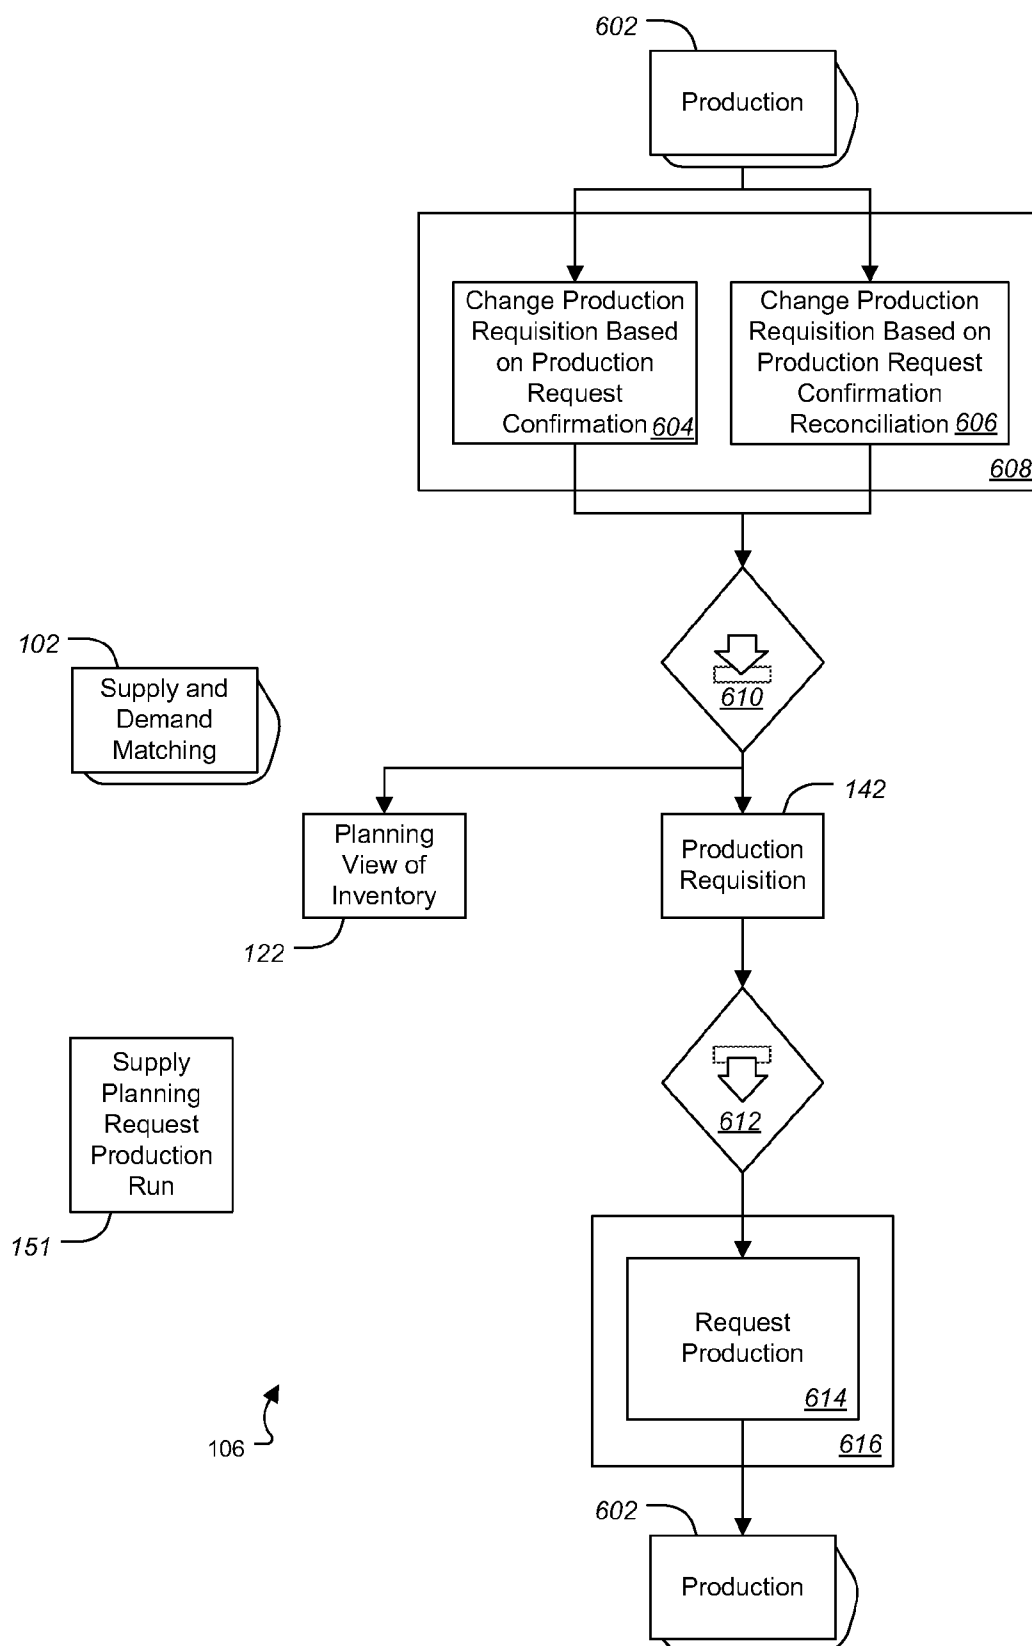 602
Production
Change Production
Requisition Based
on Production
Request
Confirmation 604
Change Production
Requisition Based on
Production Request
Confirmation
Reconciliation 606
608
610
102
Supply and
Demand
Matching
142
Planning
View of
Inventory
122
Production
Requisition
612
Supply
Planning
Request
Production
Run
151
Request
Production
614
616
106
602
Production